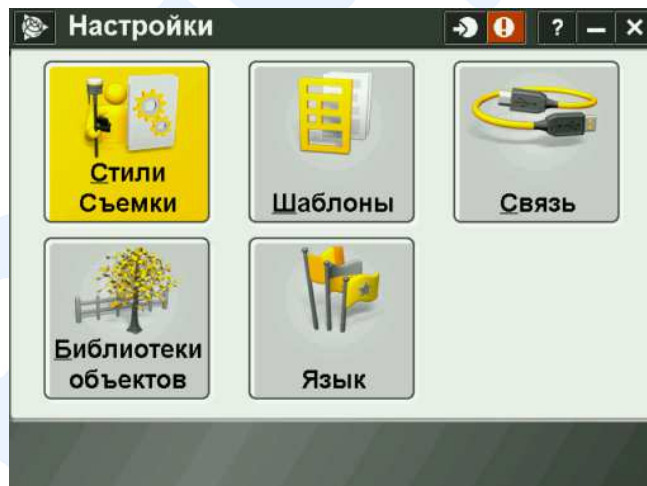 Настройки
?
Стили
Съемки
Шаблоны
Связь
Библиотеки
объектов
Язык